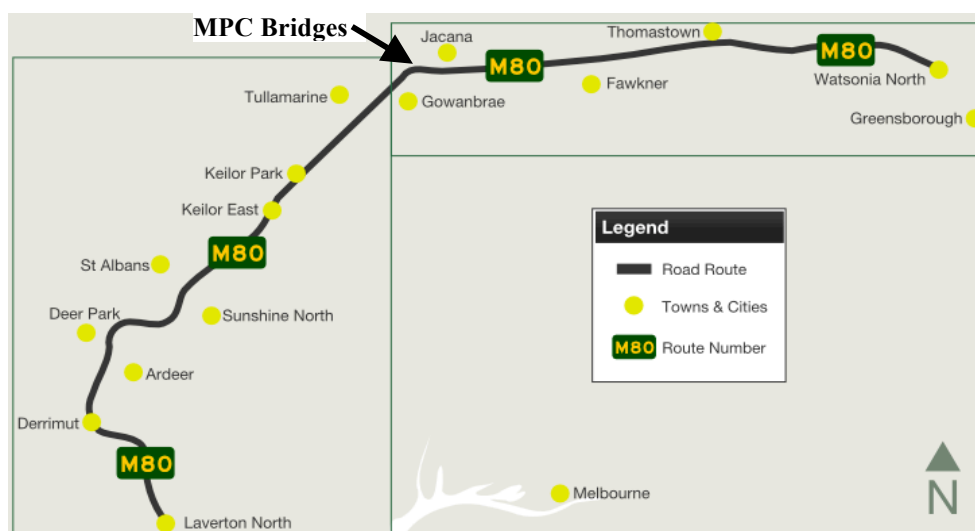 MPC Bridges
Jacana
Thomastown
M80
M80
Watsonia North
Tullamarine
Gowanbrae
Fawkner
Greensborough
Keilor Park
Keilor East
M80
St Albans
Deer Park
Sunshine North
Ardeer
Derrimut
M80
Laverton North
Melbourne
Legend
Road Route
Towns & Cities
M80 Route Number
N